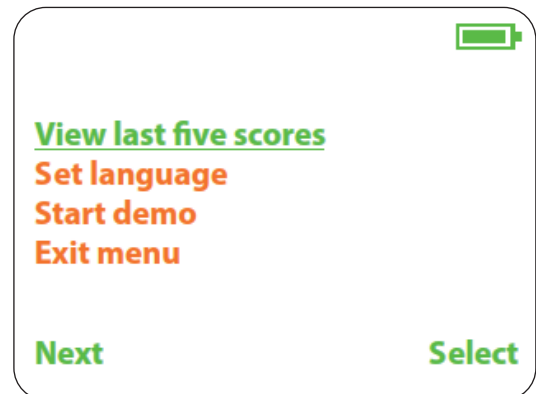 View last five scores
Set language
Start demo
Exit menu
Next Select